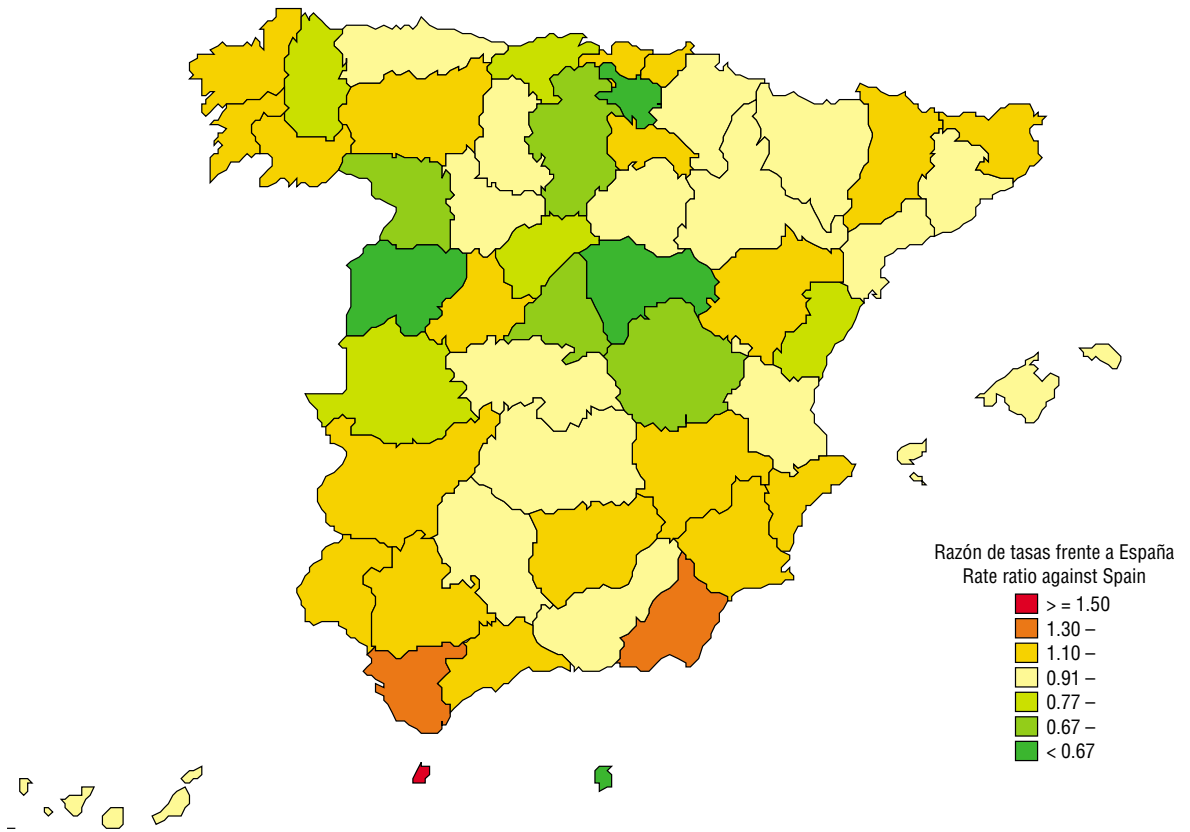 Razón de tasas frente a España
Rate ratio against Spain
> = 1.50
1.30 –
1.10 –
0.91 –
0.77 –
0.67 –
< 0.67